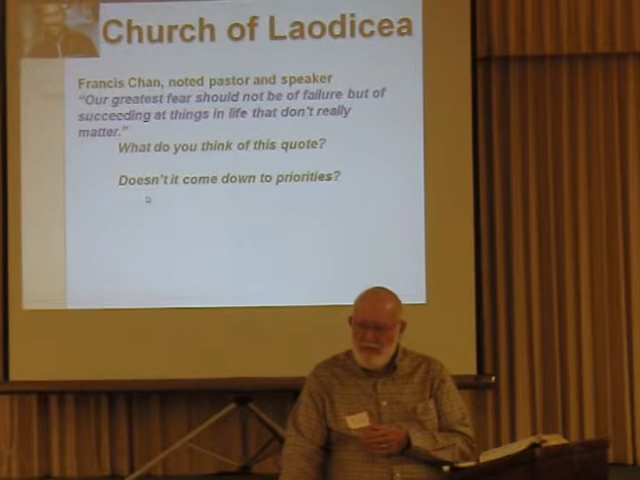 Church of Laodicea
Francis Chan, noted pastor and speaker
“Our greatest fear should not be of failure but of
succeeding at things in life that don’t really
matter.”
What do you think of this quote?
Doesn’t it come down to priorities?